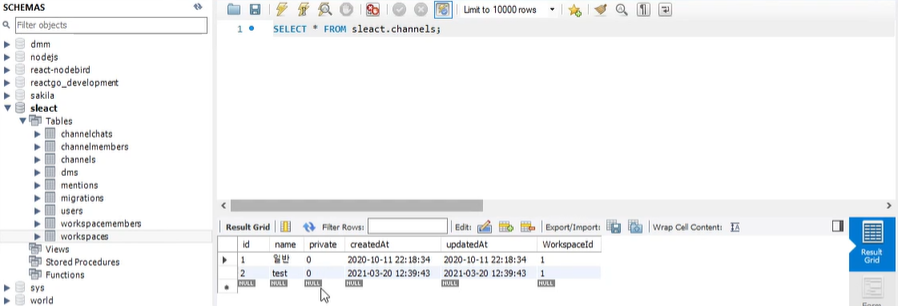 SCHEMAS
Filter objects
dmm
nodejs
react-nodebird
reactgo_development
sakila
sleact
Tables
channelchats
channelmembers
channels
dms
mentions
migrations
users
workspacemembers
workspaces
Views
Stored Procedures
Functions
sys
world
Limit to 10000 rows
1 SELECT * FROM sleact.channels;
Result Grid Filter Rows: Edit: Export/Import: Wrap Cell Content:
id name private createdAt updatedAt WorkspaceId
1 일반 0 2020-10-11 22:18:34 2020-10-11 22:18:34 1
2 test 0 2021-03-20 12:39:43 2021-03-20 12:39:43 1
NULL NULL NULL NULL NULL NULL
Result
Grid